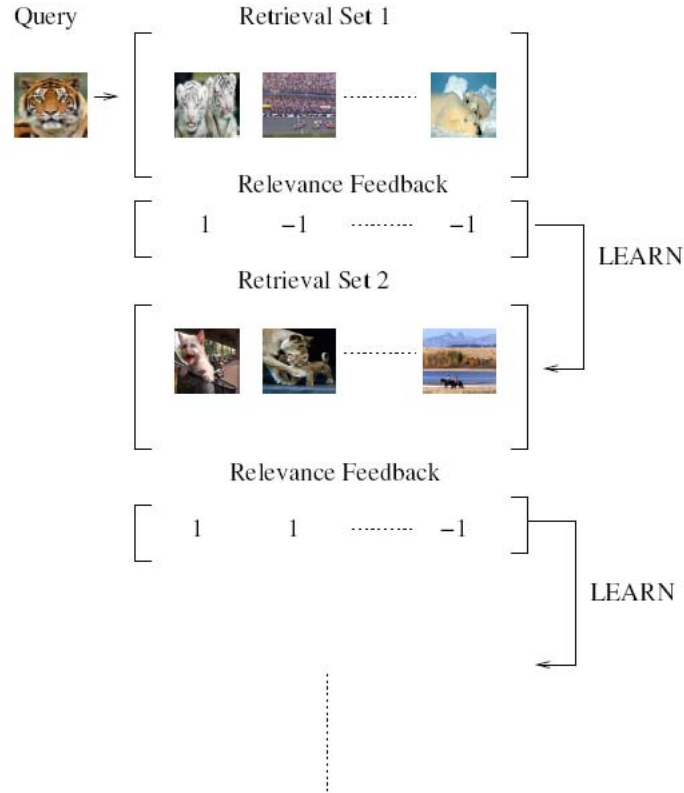 Query
Retrieval Set 1
Relevance Feedback
1 −1 −1
LEARN
Retrieval Set 2
Relevance Feedback
1 1 −1
LEARN